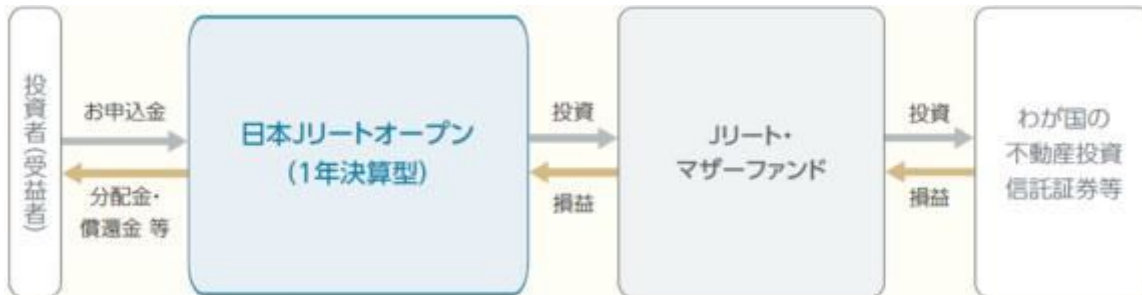 投資者(受益者)
お申込金
分配金・
償還金 等
日本Jリートオープン
(1年決算型)
投資
損益
Jリート・
マザーファンド
投資
損益
わが国の
不動産投資
信託証券等